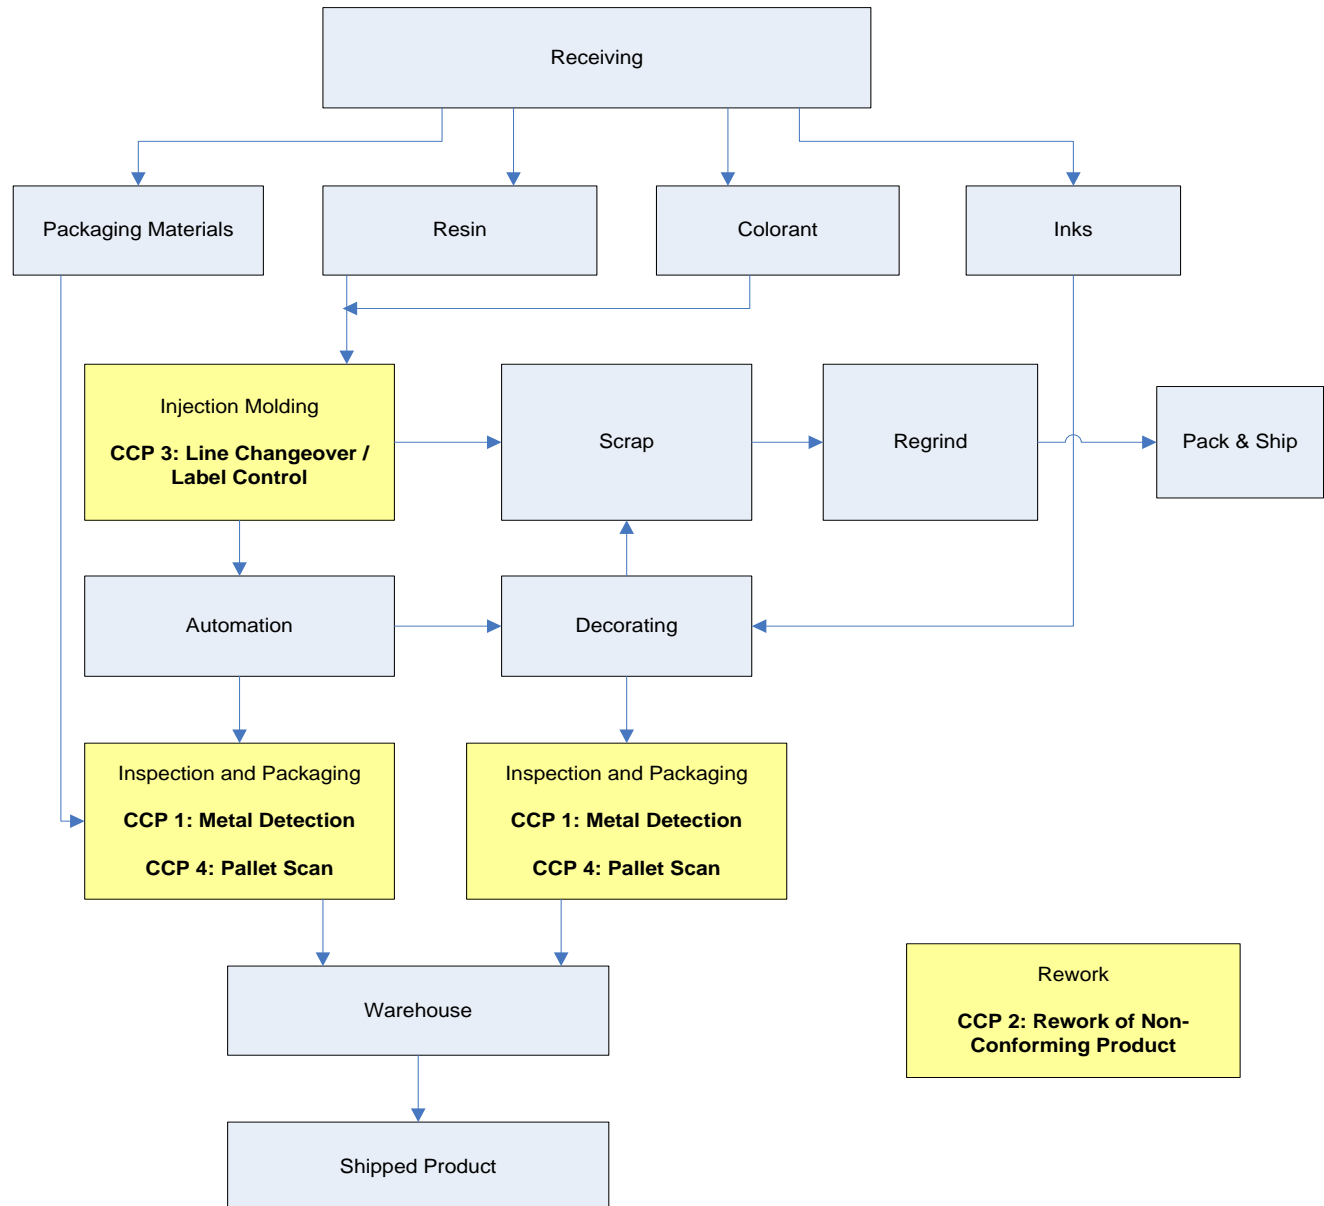 Receiving
Packaging Materials
Resin
Colorant
Inks
Injection Molding
CCP 3: Line Changeover /
Label Control
Scrap
Regrind
Pack & Ship
Automation
Decorating
Inspection and Packaging
CCP 1: Metal Detection
CCP 4: Pallet Scan
Inspection and Packaging
CCP 1: Metal Detection
CCP 4: Pallet Scan
Warehouse
Rework
CCP 2: Rework of Non-
Conforming Product
Shipped Product